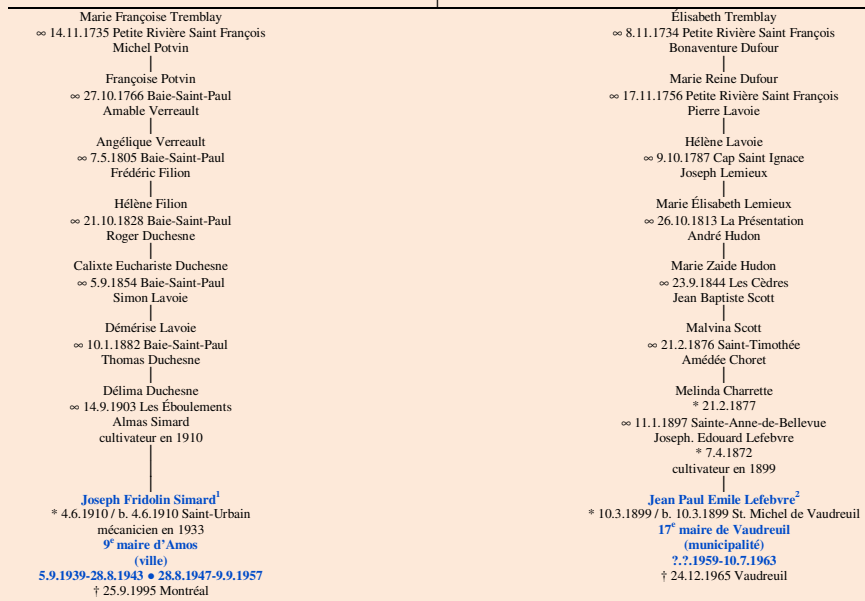 Marie Françoise Tremblay
∞ 14.11.1735 Petite Rivière Saint François
Michel Potvin
Françoise Potvin
∞ 27.10.1766 Baie-Saint-Paul
Amable Verreault
Angélique Verreault
∞ 7.5.1805 Baie-Saint-Paul
Frédéric Filion
Hélène Filion
∞ 21.10.1828 Baie-Saint-Paul
Roger Duchesne
Calixte Euchariste Duchesne
∞ 5.9.1854 Baie-Saint-Paul
Simon Lavoie
Démérise Lavoie
∞ 10.1.1882 Baie-Saint-Paul
Thomas Duchesne
Délima Duchesne
∞ 14.9.1903 Les Éboulements
Almas Simard
cultivateur en 1910
Joseph Fridolin Simard1
* 4.6.1910 / b. 4.6.1910 Saint-Urbain
mécanicien en 1933
9e maire d'Amos
(ville)
5.9.1939-28.8.1943 ● 28.8.1947-9.9.1957
† 25.9.1995 Montréal
Élisabeth Tremblay
∞ 8.11.1734 Petite Rivière Saint François
Bonaventure Dufour
Marie Reine Dufour
∞ 17.11.1756 Petite Rivière Saint François
Pierre Lavoie
Hélène Lavoie
∞ 9.10.1787 Cap Saint Ignace
Joseph Lemieux
Marie Élisabeth Lemieux
∞ 26.10.1813 La Présentation
André Hudon
Marie Zaide Hudon
∞ 23.9.1844 Les Cèdres
Jean Baptiste Scott
Malvina Scott
∞ 21.2.1876 Saint-Timothée
Amédée Choret
Melinda Charrette
* 21.2.1877
∞ 11.1.1897 Sainte-Anne-de-Bellevue
Joseph. Edouard Lefebvre
* 7.4.1872
cultivateur en 1899
Jean Paul Emile Lefebvre2
* 10.3.1899 / b. 10.3.1899 St. Michel de Vaudreuil
17e maire de Vaudreuil
(municipalité)
?.?.1959-10.7.1963
† 24.12.1965 Vaudreuil